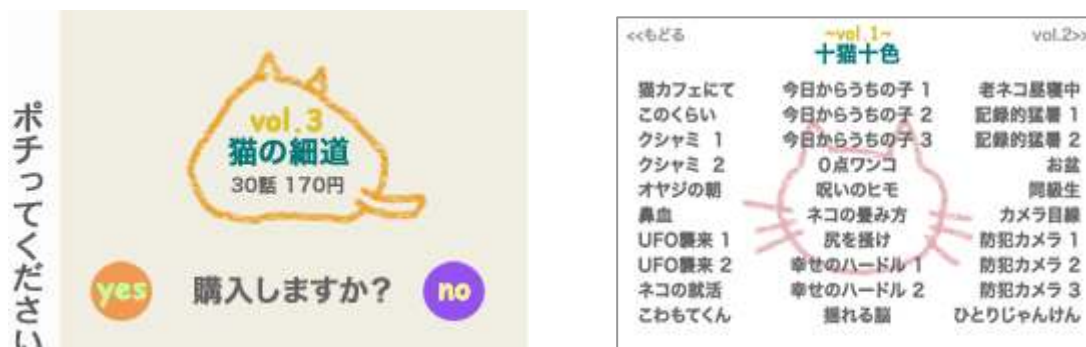 ポチってください
vol.3
猫の細道
30話 170円
yes 購入しますか？ no
<<もどる ~vol.1~ vol.2>>
十猫十色
猫カフェにて 今日からうちの子 1 老ネコ昼寝中
このくらい 今日からうちの子 2 記録的猛暑 1
クシャミ 1 今日からうちの子 3 記録的猛暑 2
クシャミ 2 0点ワンコ お盆
オヤジの朝 呪いのヒモ 同級生
鼻血 ネコの畳み方 カメラ目線
UFO襲来 1 尻を掻け 防犯カメラ 1
UFO襲来 2 幸せのハードル 1 防犯カメラ 2
ネコの就活 幸せのハードル 2 防犯カメラ 3
こわもてくん 揺れる脳 ひとりじゃんけん